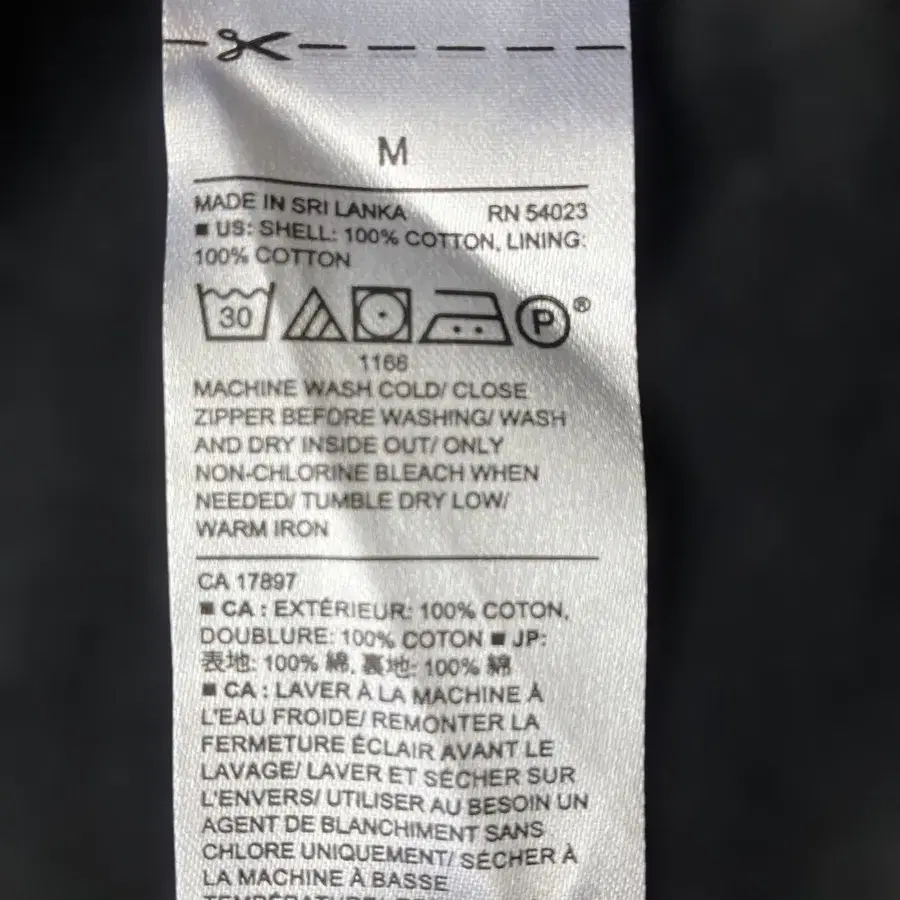 M
MADE IN SRI LANKA RN 54023
■ US: SHELL: 100% COTTON, LINING:
100% COTTON
30 P ®
1166
MACHINE WASH COLD/ CLOSE
ZIPPER BEFORE WASHING/ WASH
AND DRY INSIDE OUT/ ONLY
NON-CHLORINE BLEACH WHEN
NEEDED/ TUMBLE DRY LOW/
WARM IRON
CA 17897
■ CA : EXTÉRIEUR: 100% COTON,
DOUBLURE: 100% COTON ■ JP:
表地: 100% 綿, 裏地: 100% 綿
■ CA : LAVER À LA MACHINE À
L'EAU FROIDE/ REMONTER LA
FERMETURE ÉCLAIR AVANT LE
LAVAGE/ LAVER ET SÉCHER SUR
L'ENVERS/ UTILISER AU BESOIN UN
AGENT DE BLANCHIMENT SANS
CHLORE UNIQUEMENT/ SÉCHER À
LA MACHINE À BASSE